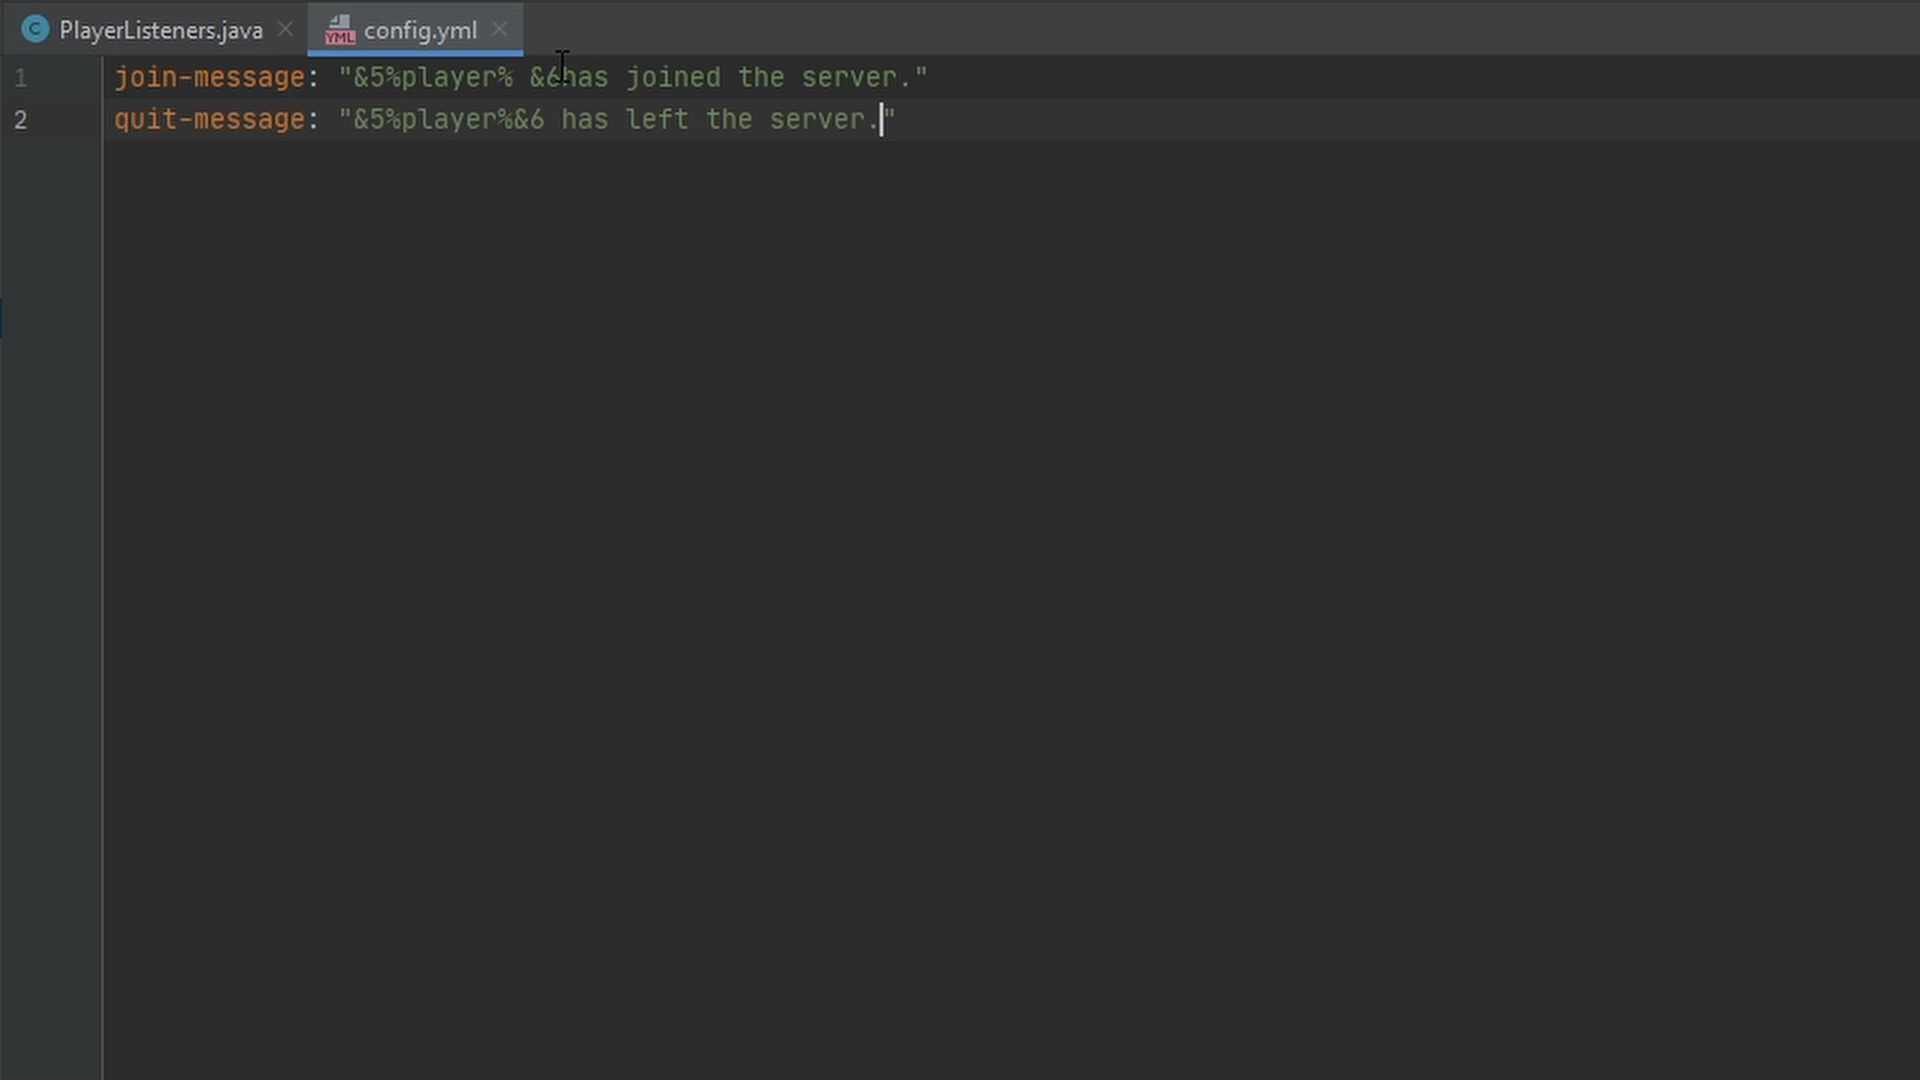 PlayerListeners.java config.yml
1 join-message: "&5%player% &6has joined the server."
2 quit-message: "&5%player%&6 has left the server."